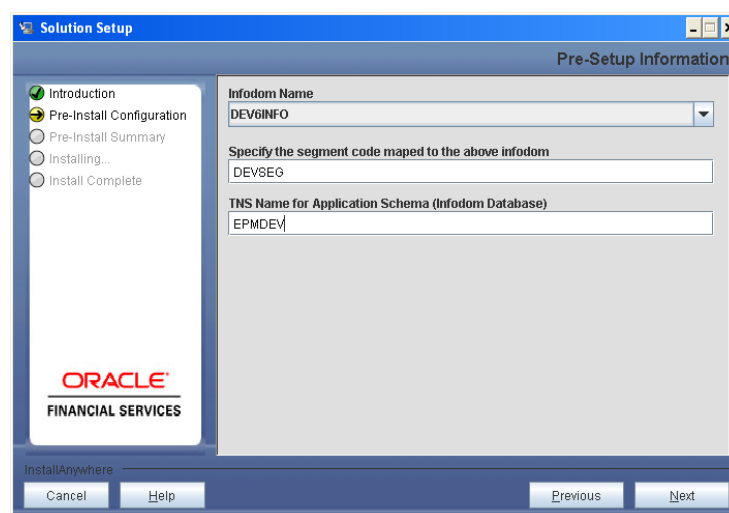 Solution Setup
Pre-Setup Information
Introduction
Pre-Install Configuration
Pre-Install Summary
Installing...
Install Complete
Infodom Name
DEV6INFO
Specify the segment code maped to the above infodom
DEVSEG
TNS Name for Application Schema (Infodom Database)
EPMDEV
ORACLE
FINANCIAL SERVICES
InstallAnywhere
Cancel
Help
Previous
Next